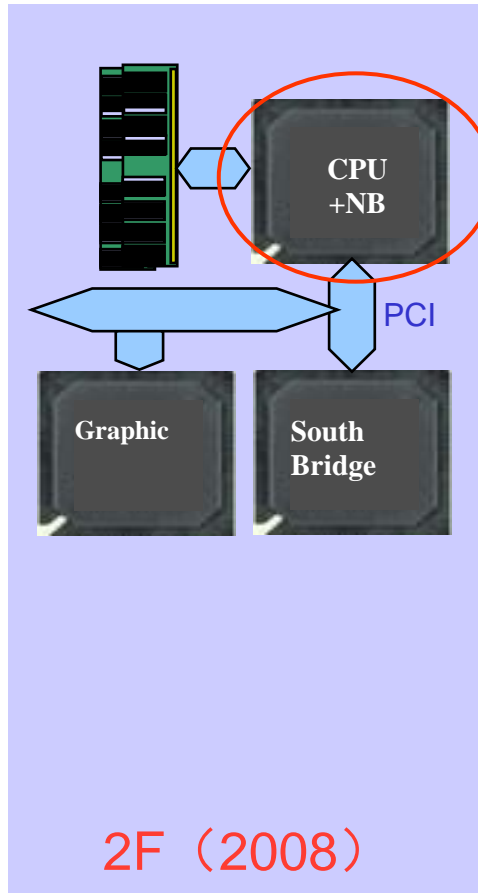 CPU
+NB
PCI
Graphic
South
Bridge
2F（2008）